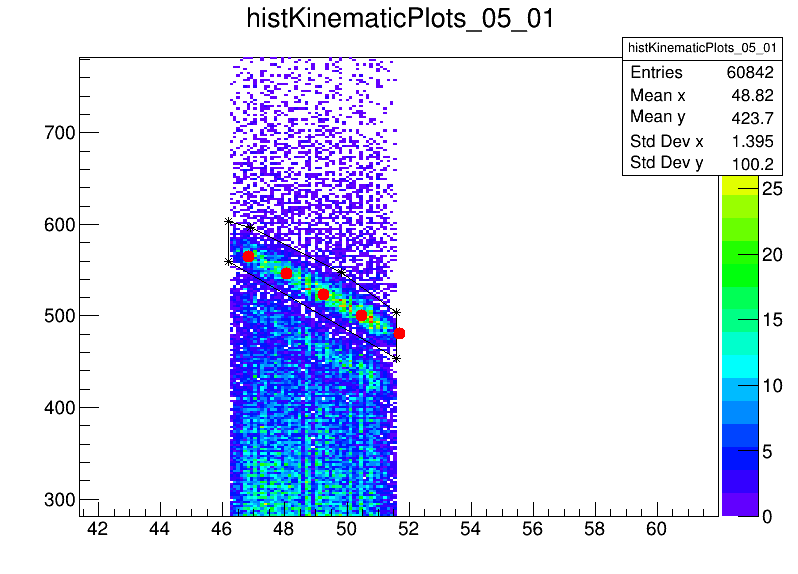 histKinematicPlots_05_01
histKinematicPlots_05_01
Entries 60842
Mean x 48.82
Mean y 423.7
Std Dev x 1.395
Std Dev y 100.2
700
600
500
400
300
25
20
15
10
5
0
42 44 46 48 50 52 54 56 58 60